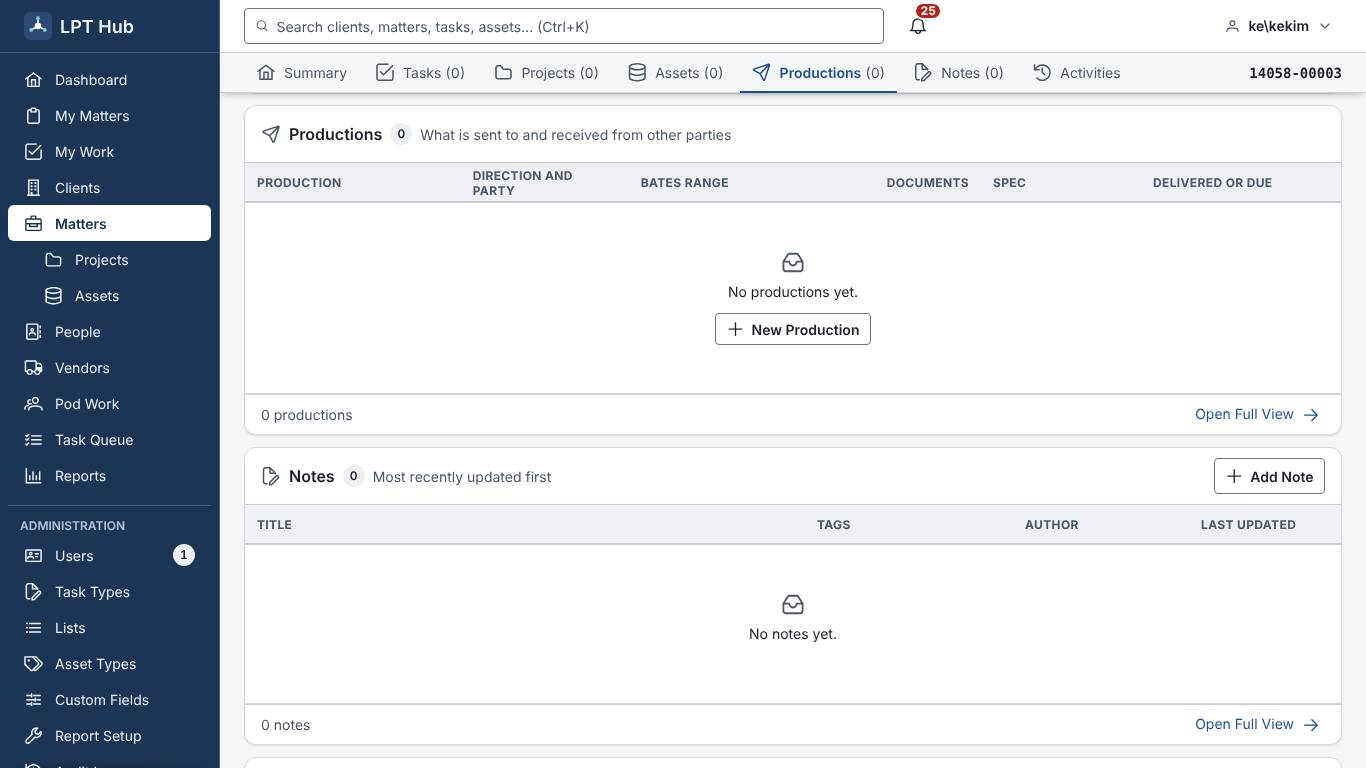 LPT Hub
Search clients, matters, tasks, assets... (Ctrl+K)
25
ke\kekim
Dashboard
My Matters
My Work
Clients
Matters
Projects
Assets
People
Vendors
Pod Work
Task Queue
Reports
ADMINISTRATION
Users 1
Task Types
Lists
Asset Types
Custom Fields
Report Setup
Summary
Tasks (0)
Projects (0)
Assets (0)
Productions (0)
Notes (0)
Activities
14058-00003
Productions 0 What is sent to and received from other parties
PRODUCTION
DIRECTION AND
PARTY
BATES RANGE
DOCUMENTS
SPEC
DELIVERED OR DUE
No productions yet.
New Production
0 productions
Open Full View
Notes 0 Most recently updated first
Add Note
TITLE
TAGS
AUTHOR
LAST UPDATED
No notes yet.
0 notes
Open Full View